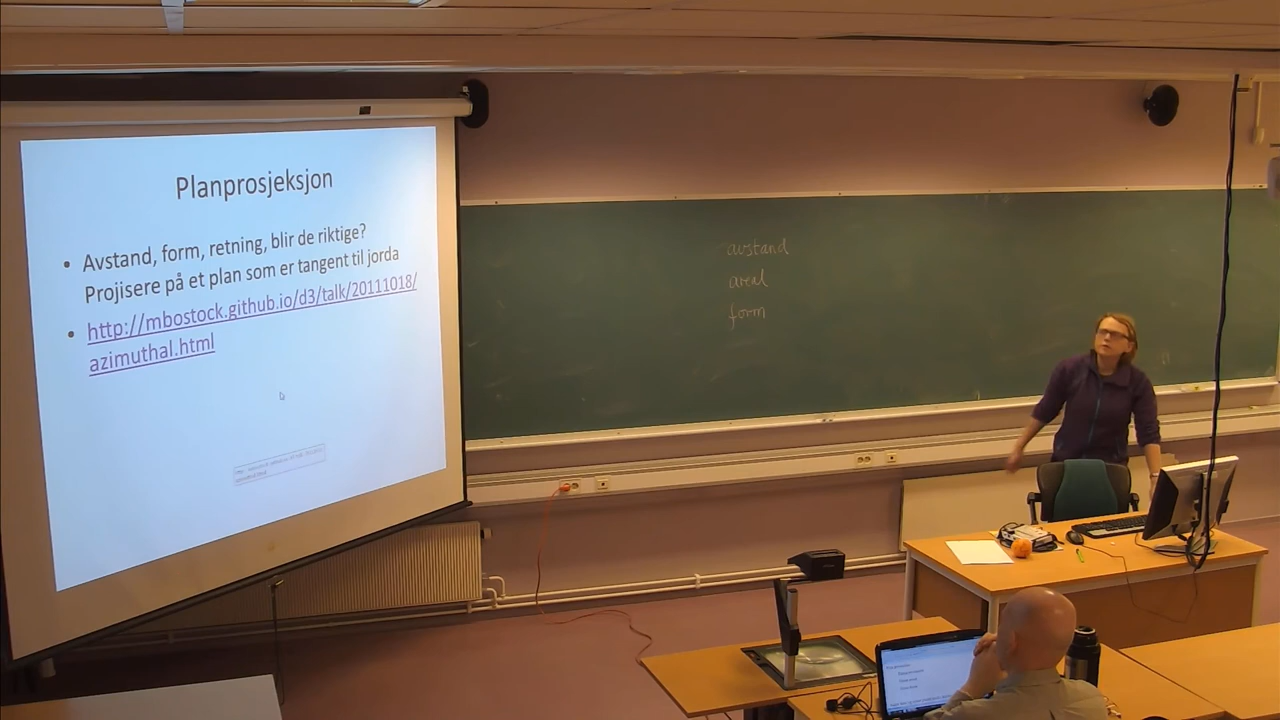 Planprosjeksjon
• Avstand, form, retning, blir de riktige?
Projisere på et plan som er tangent til jorda
• http://mbostock.github.io/d3/talk/20111018/
azimuthal.html
avstand
areal
form